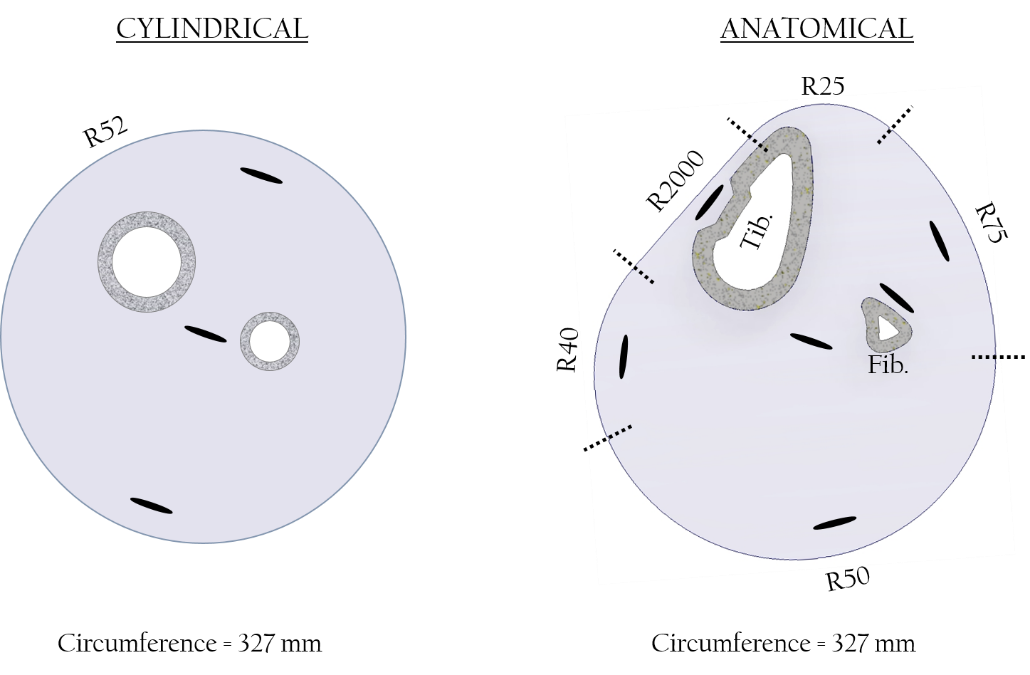 CYLINDRICAL
ANATOMICAL
R52
R25
R2000
R75
Tib.
R40
Fib.
R50
Circumference = 327 mm
Circumference = 327 mm